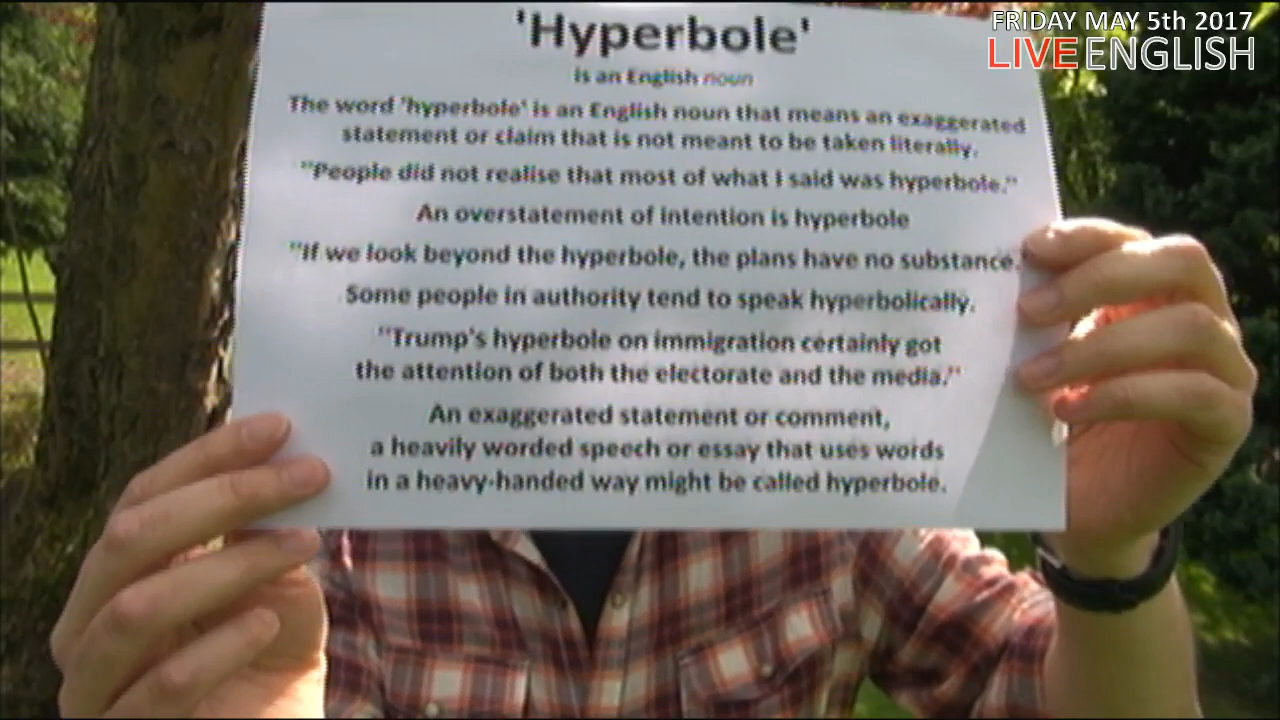 FRIDAY MAY 5th 2017
LIVE ENGLISH
'Hyperbole'
is an English noun
The word 'hyperbole' is an English noun that means an exaggerated
statement or claim that is not meant to be taken literally.
"People did not realise that most of what I said was hyperbole."
An overstatement of intention is hyperbole
"If we look beyond the hyperbole, the plans have no substance."
Some people in authority tend to speak hyperbolically.
"Trump's hyperbole on immigration certainly got
the attention of both the electorate and the media."
An exaggerated statement or comment,
a heavily worded speech or essay that uses words
in a heavy-handed way might be called hyperbole.